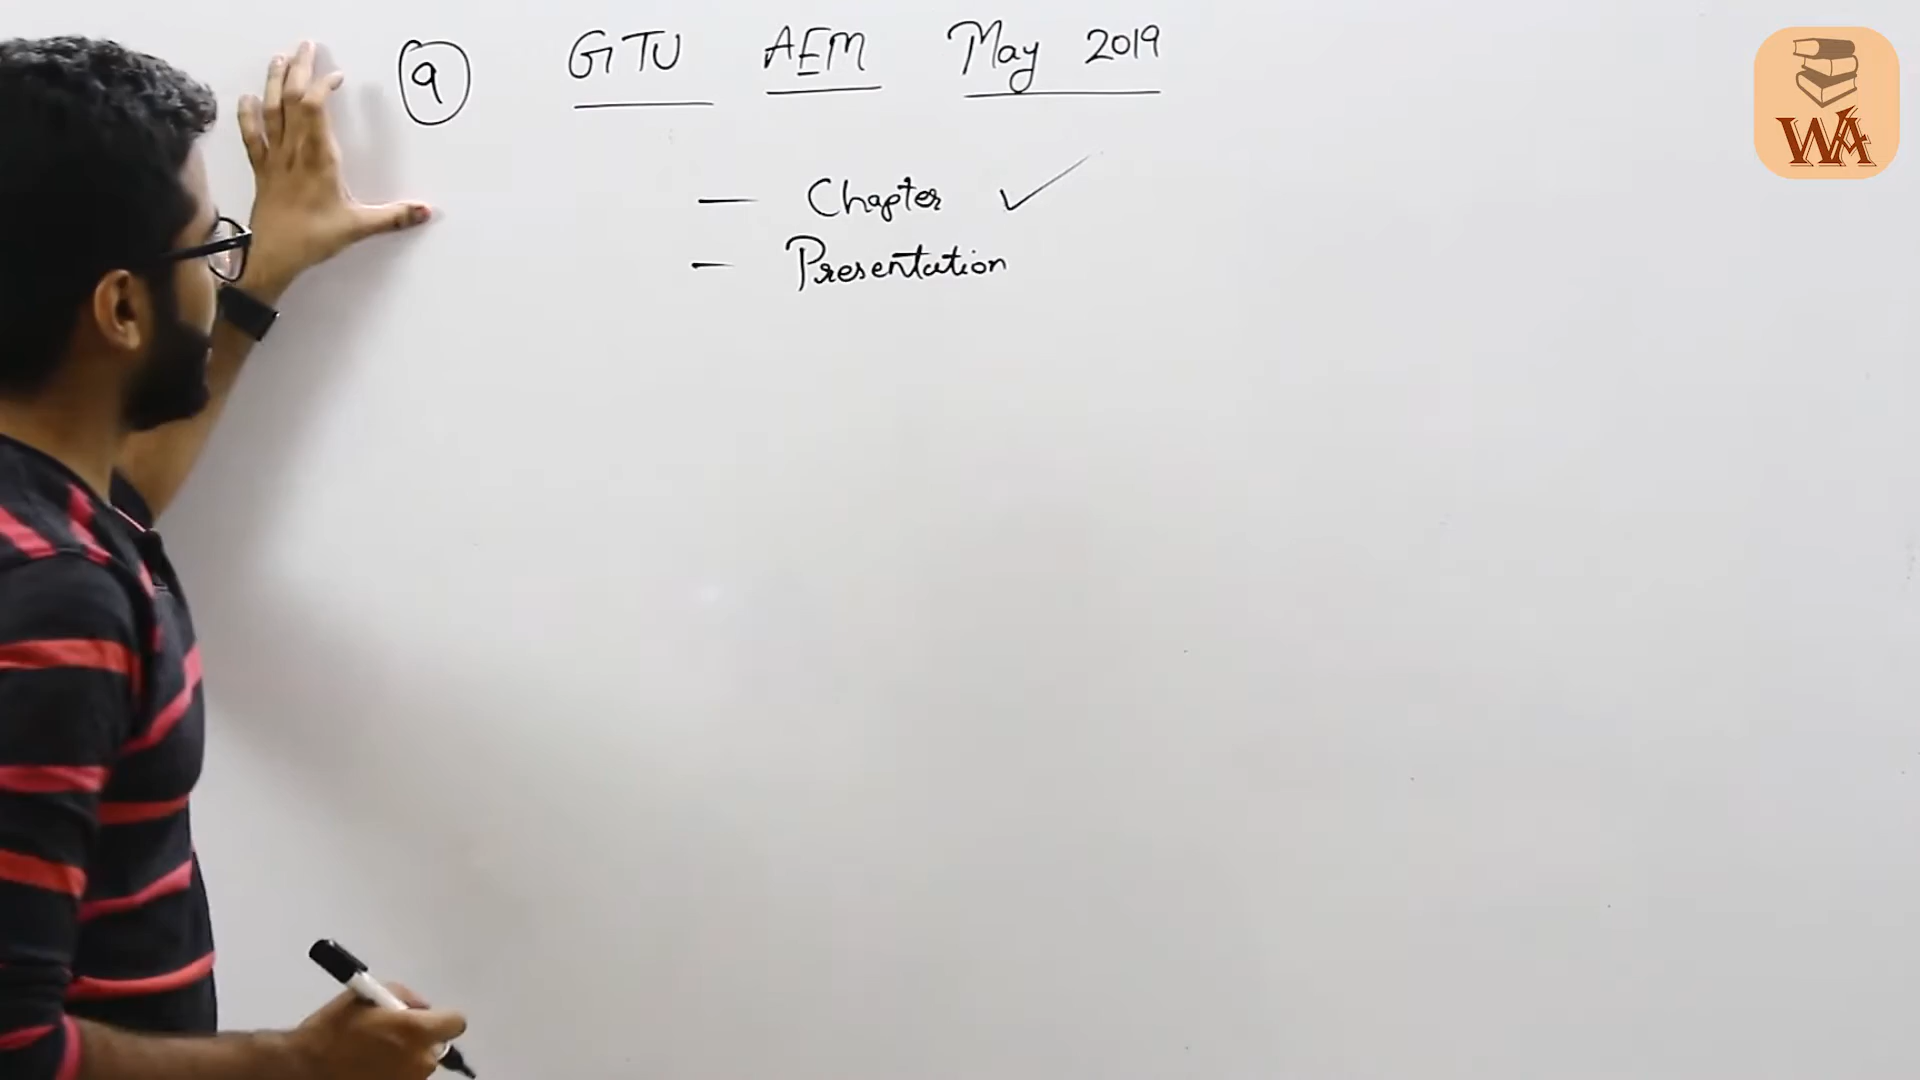 9 GTU AEM May 2019
— Chapter ✓
— Presentation
WA